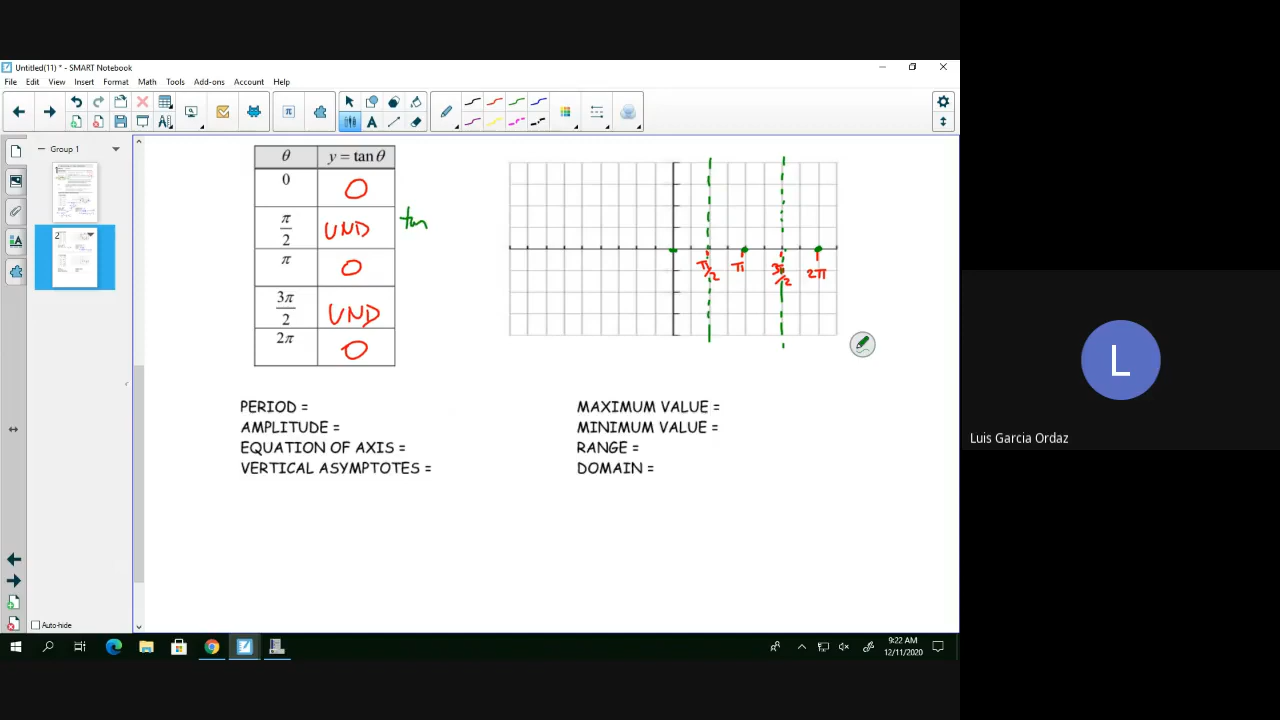 Untitled(11) * - SMART Notebook
File Edit View Insert Format Math Tools Add-ons Account Help
Group 1
2
θ y = tan θ
0 0
π/2 UND tan
π 0
3π/2 UND
2π 0
π/2 π 3π/2 2π
PERIOD =
AMPLITUDE =
EQUATION OF AXIS =
VERTICAL ASYMPTOTES =
MAXIMUM VALUE =
MINIMUM VALUE =
RANGE =
DOMAIN =
L
Luis Garcia Ordaz
Auto-hide
9:22 AM
12/11/2020